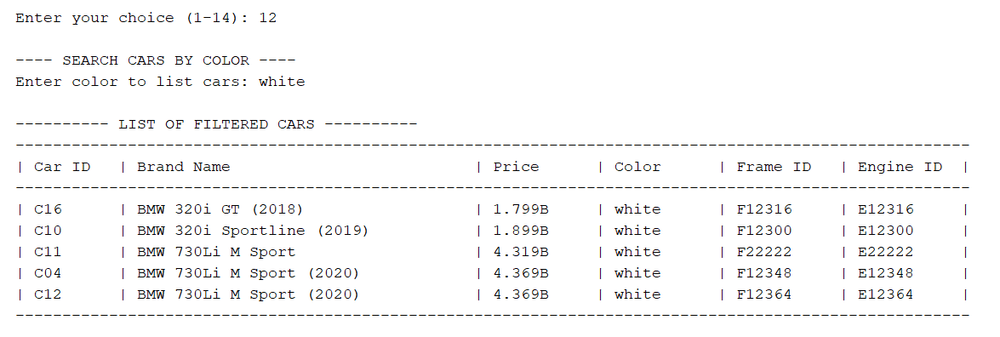 Enter your choice (1-14): 12
---- SEARCH CARS BY COLOR ----
Enter color to list cars: white
---------- LIST OF FILTERED CARS ----------
------------------------------------------------------------------------------------------------------
| Car ID   | Brand Name                          | Price      | Color      | Frame ID   | Engine ID  |
------------------------------------------------------------------------------------------------------
| C16      | BMW 320i GT (2018)                  | 1.799B     | white      | F12316     | E12316     |
| C10      | BMW 320i Sportline (2019)           | 1.899B     | white      | F12300     | E12300     |
| C11      | BMW 730Li M Sport                   | 4.319B     | white      | F22222     | E22222     |
| C04      | BMW 730Li M Sport (2020)            | 4.369B     | white      | F12348     | E12348     |
| C12      | BMW 730Li M Sport (2020)            | 4.369B     | white      | F12364     | E12364     |
------------------------------------------------------------------------------------------------------